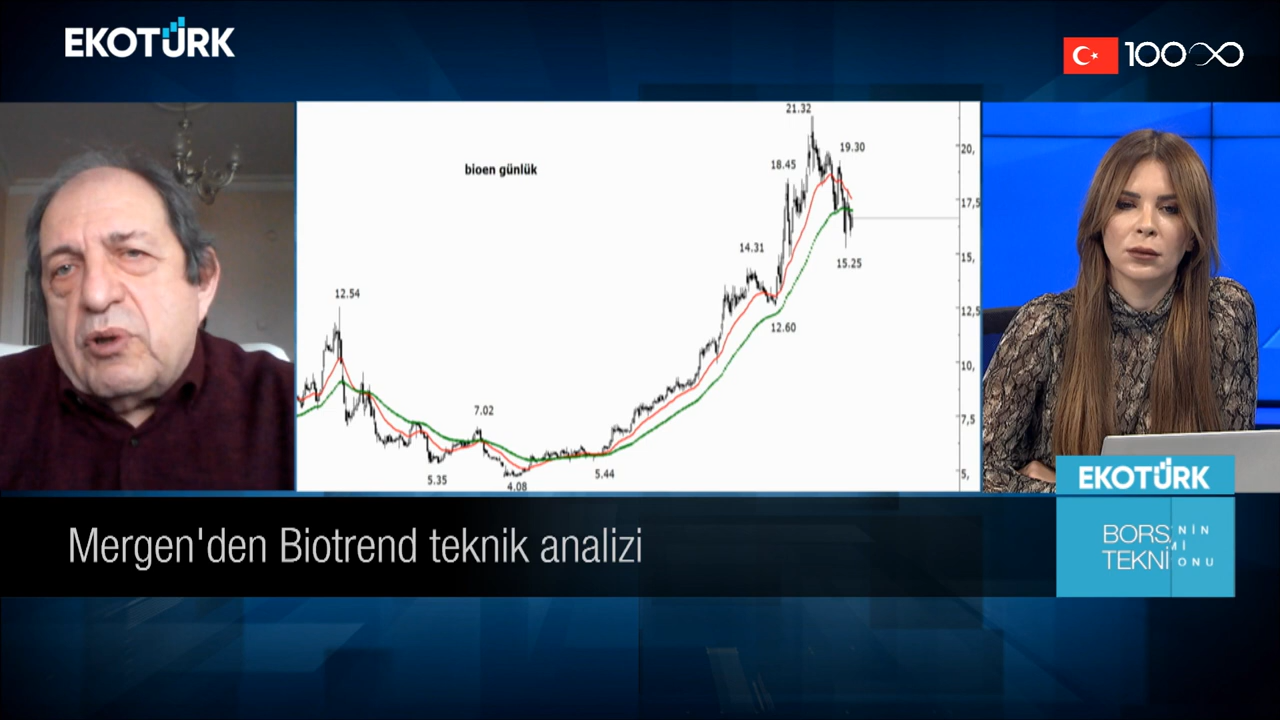 EKOTÜRK
100
21.32
19.30
18.45
bioen günlük
20,
17,5
14.31
15,
15.25
12.54
12.60
12,5
10,
7.02
7,5
5.35
4.08
5.44
5,
EKOTÜRK
Mergen'den Biotrend teknik analizi
BORS NİN
Mİ
TEKNİ ONU